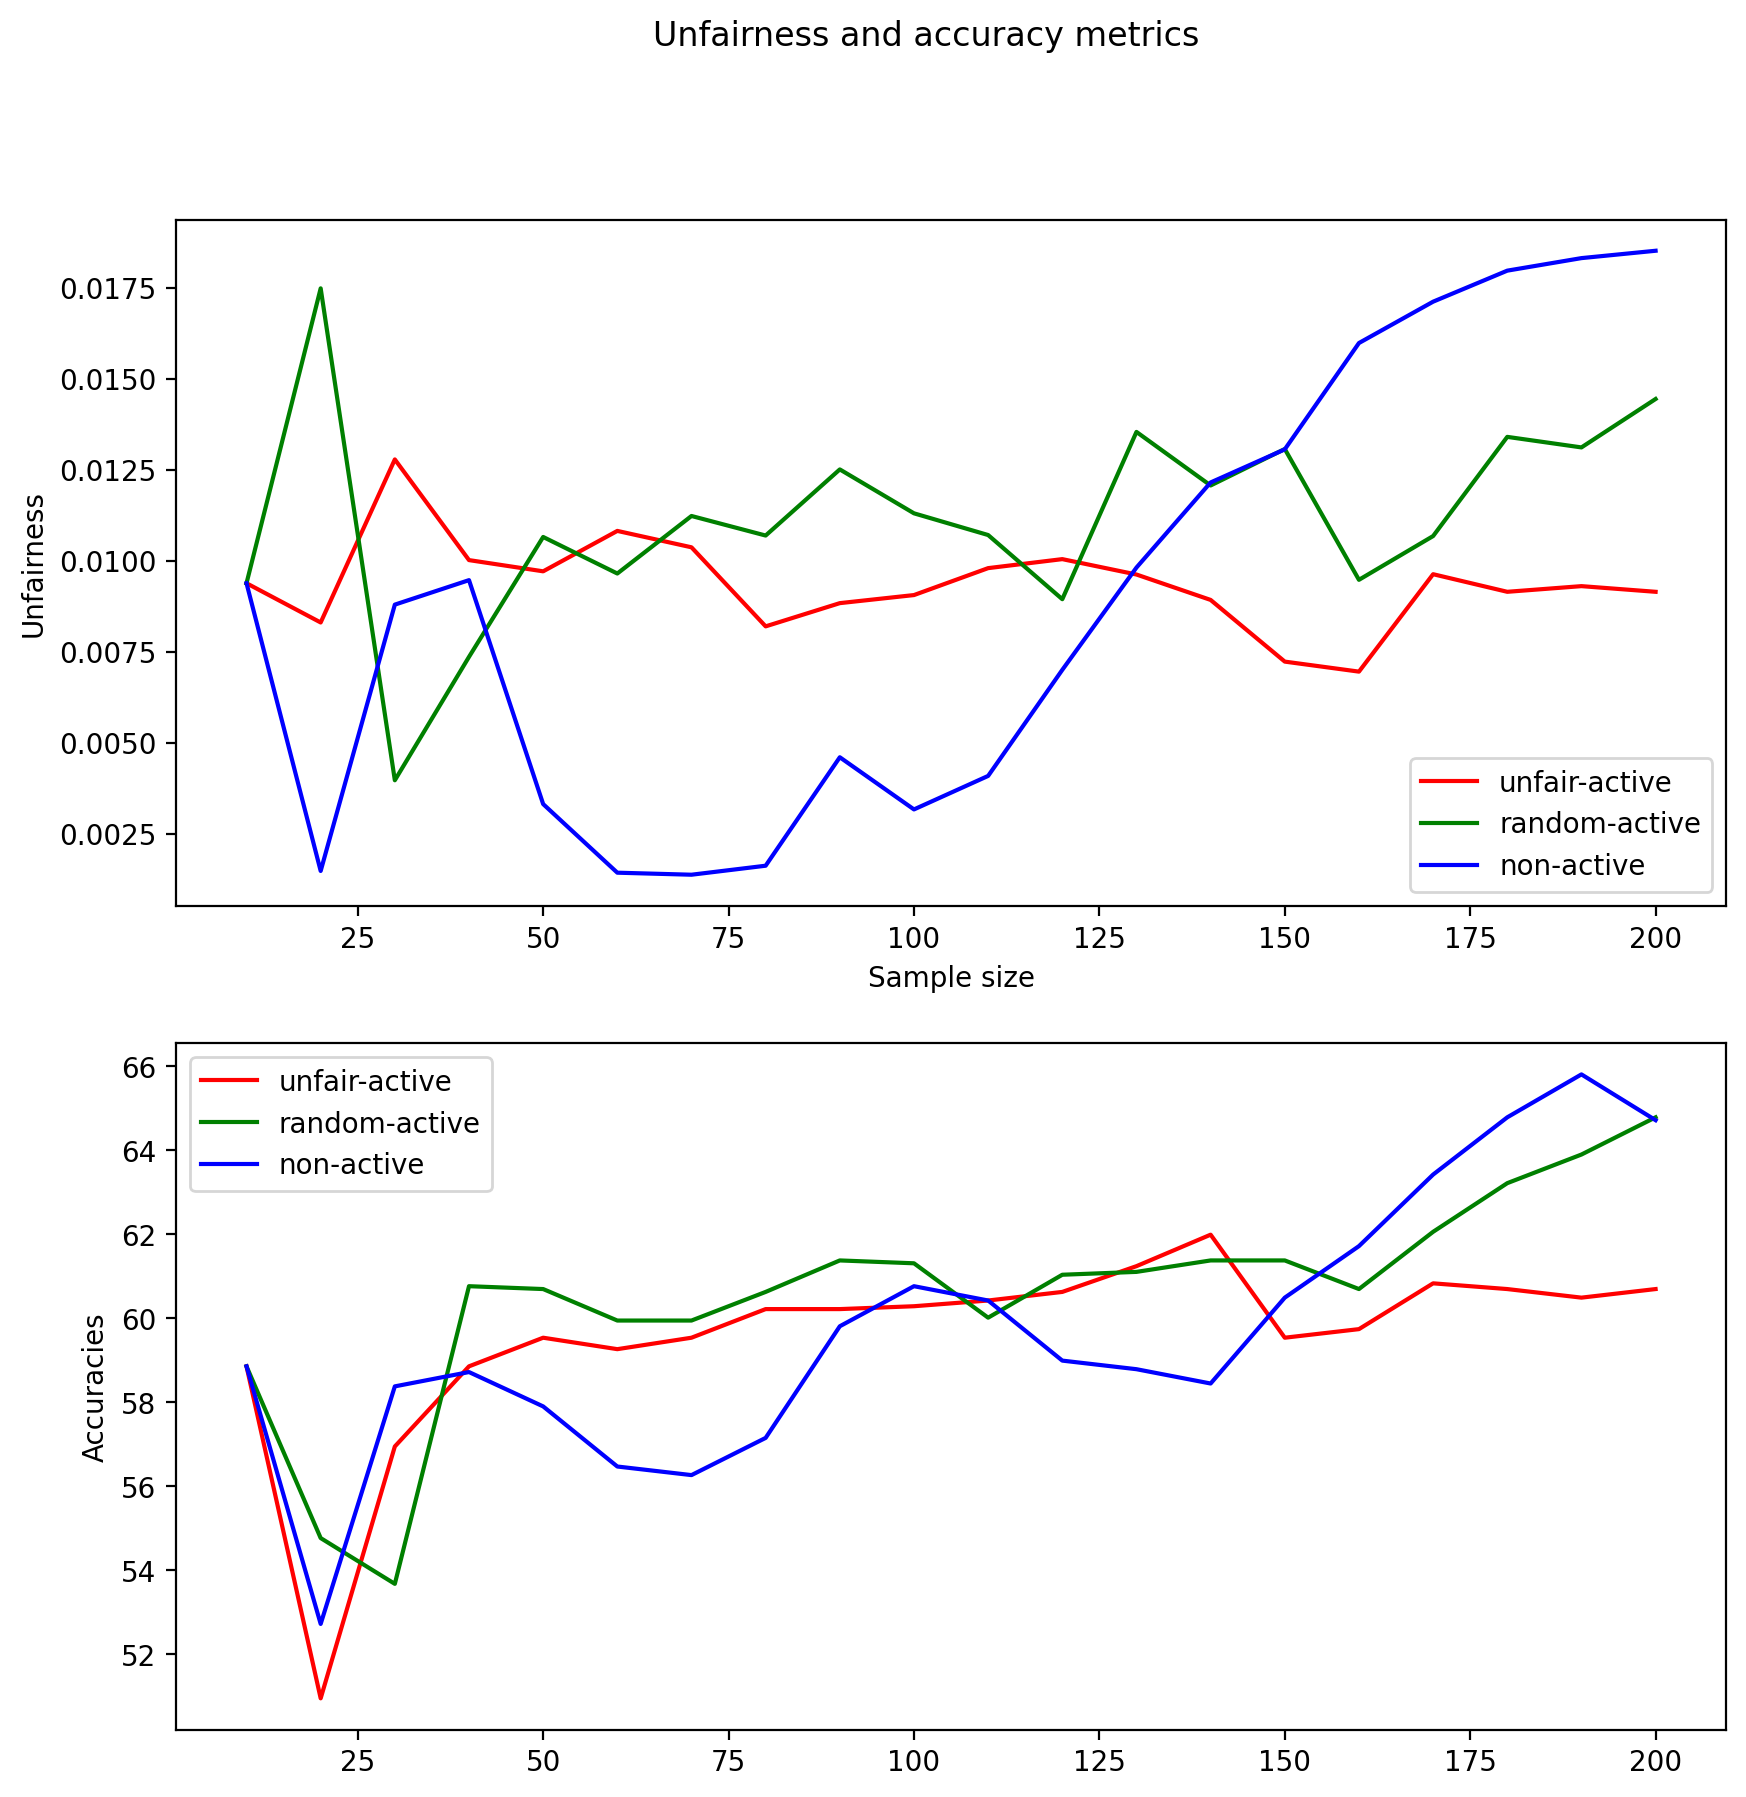 Unfairness and accuracy metrics
Unfairness
0.0175
0.0150
0.0125
0.0100
0.0075
0.0050
0.0025
unfair-active
random-active
non-active
25 50 75 100 125 150 175 200
Sample size
Accuracies
66
64
62
60
58
56
54
52
unfair-active
random-active
non-active
25 50 75 100 125 150 175 200